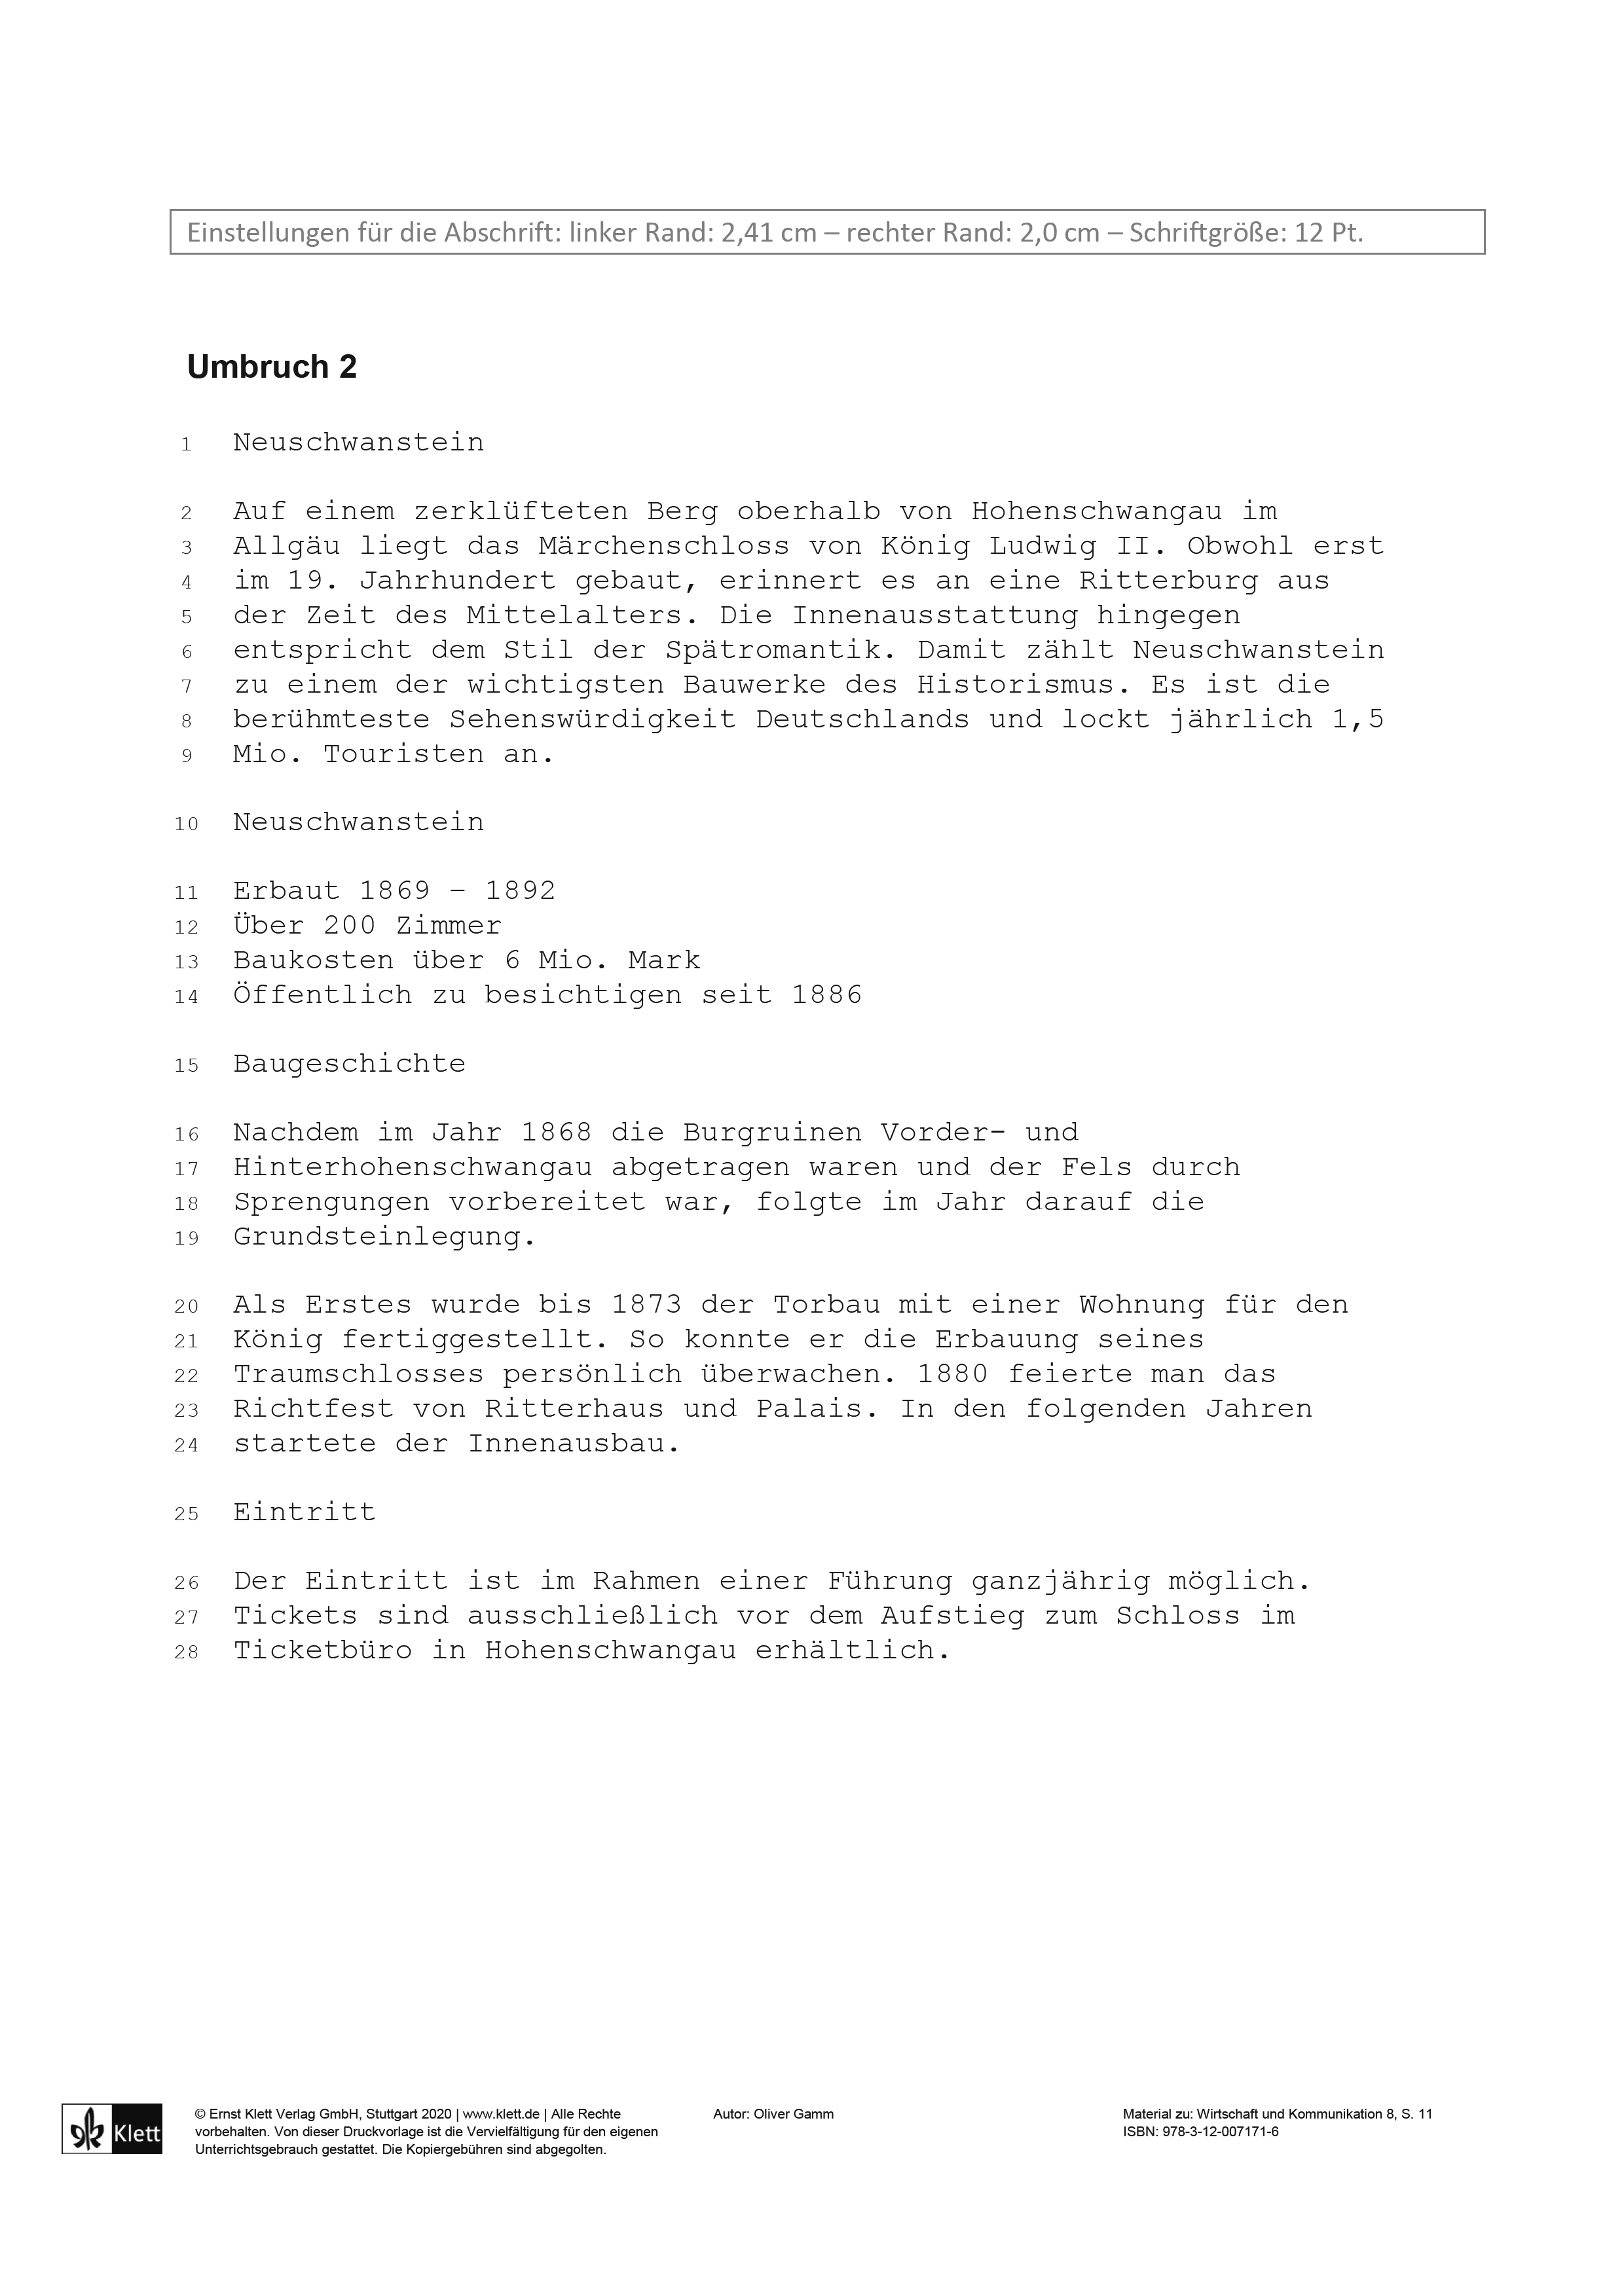 Einstellungen für die Abschrift: linker Rand: 2,41 cm – rechter Rand: 2,0 cm – Schriftgröße: 12 Pt.
Umbruch 2
1 Neuschwanstein
2 Auf einem zerklüfteten Berg oberhalb von Hohenschwangau im
3 Allgäu liegt das Märchenschloss von König Ludwig II. Obwohl erst
4 im 19. Jahrhundert gebaut, erinnert es an eine Ritterburg aus
5 der Zeit des Mittelalters. Die Innenausstattung hingegen
6 entspricht dem Stil der Spätromantik. Damit zählt Neuschwanstein
7 zu einem der wichtigsten Bauwerke des Historismus. Es ist die
8 berühmteste Sehenswürdigkeit Deutschlands und lockt jährlich 1,5
9 Mio. Touristen an.
10 Neuschwanstein
11 Erbaut 1869 – 1892
12 Über 200 Zimmer
13 Baukosten über 6 Mio. Mark
14 Öffentlich zu besichtigen seit 1886
15 Baugeschichte
16 Nachdem im Jahr 1868 die Burgruinen Vorder- und
17 Hinterhohenschwangau abgetragen waren und der Fels durch
18 Sprengungen vorbereitet war, folgte im Jahr darauf die
19 Grundsteinlegung.
20 Als Erstes wurde bis 1873 der Torbau mit einer Wohnung für den
21 König fertiggestellt. So konnte er die Erbauung seines
22 Traumschlosses persönlich überwachen. 1880 feierte man das
23 Richtfest von Ritterhaus und Palais. In den folgenden Jahren
24 startete der Innenausbau.
25 Eintritt
26 Der Eintritt ist im Rahmen einer Führung ganzjährig möglich.
27 Tickets sind ausschließlich vor dem Aufstieg zum Schloss im
28 Ticketbüro in Hohenschwangau erhältlich.
Klett
© Ernst Klett Verlag GmbH, Stuttgart 2020 | www.klett.de | Alle Rechte
vorbehalten. Von dieser Druckvorlage ist die Vervielfältigung für den eigenen
Unterrichtsgebrauch gestattet. Die Kopiergebühren sind abgegolten.
Autor: Oliver Gamm
Material zu: Wirtschaft und Kommunikation 8, S. 11
ISBN: 978-3-12-007171-6